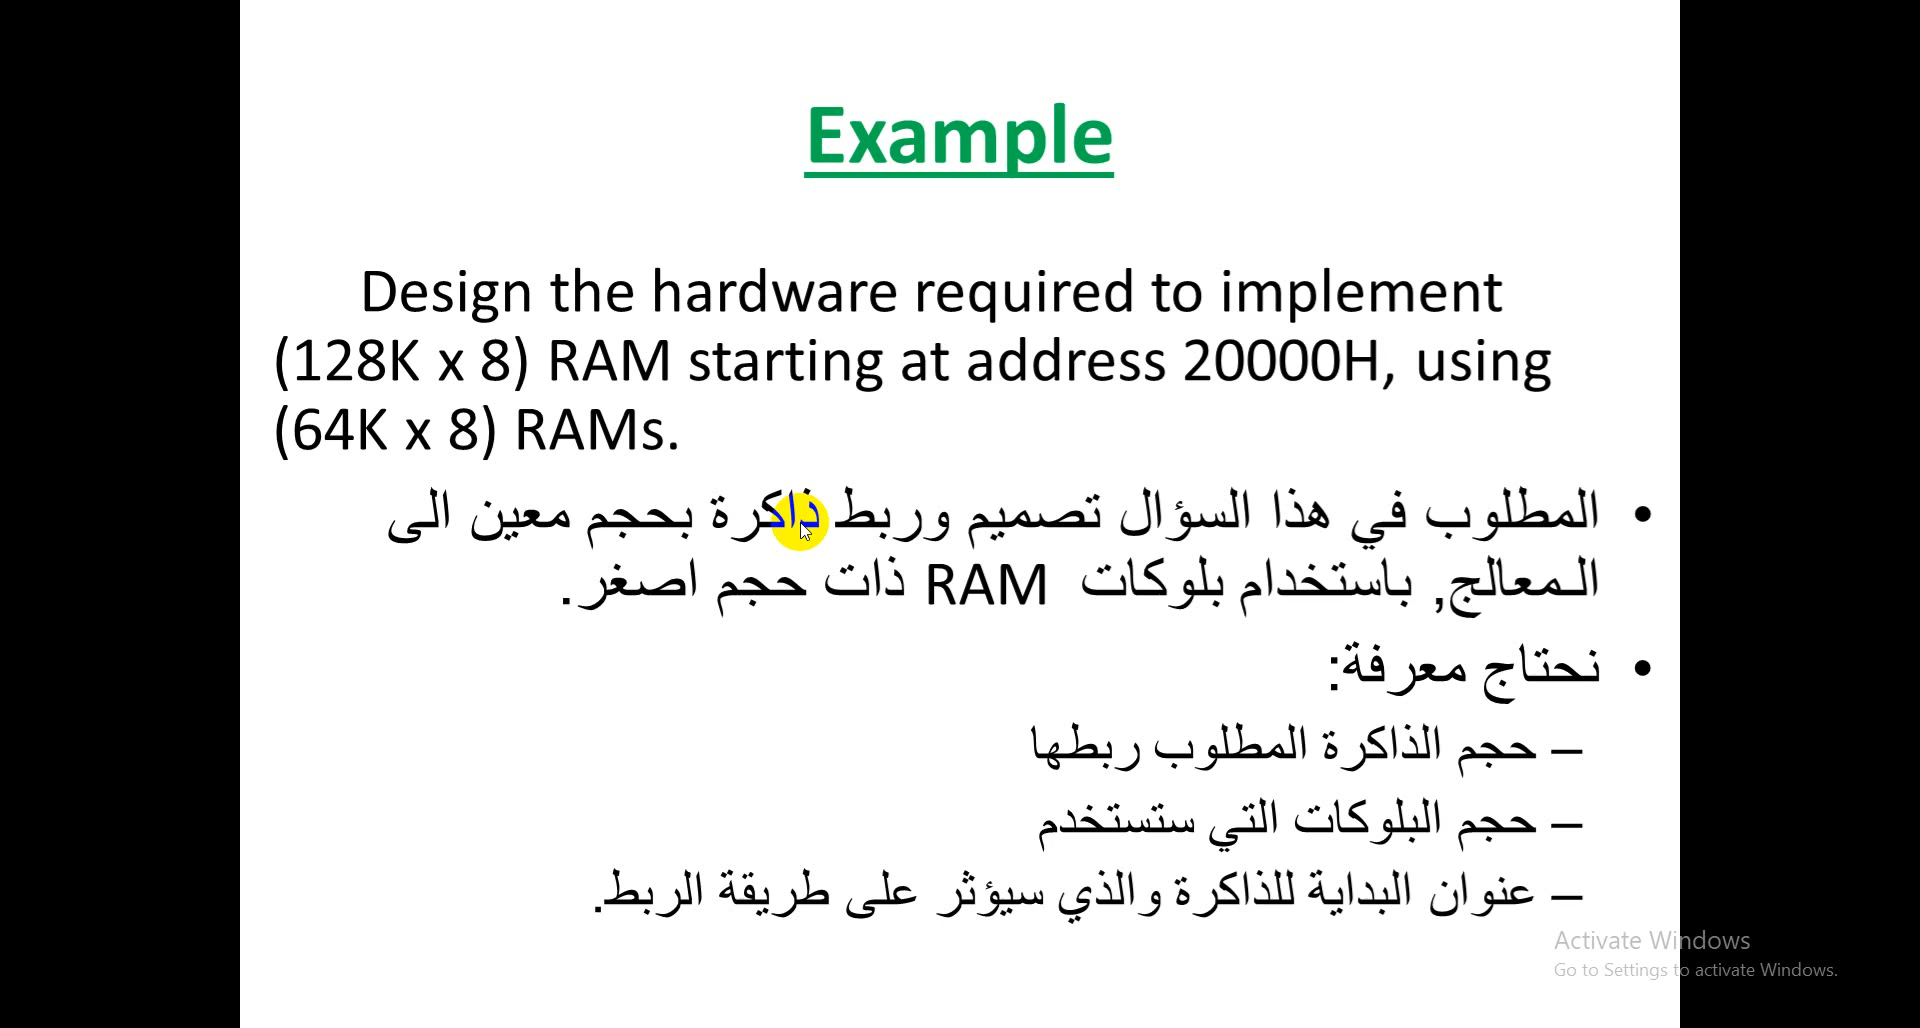 Example
Design the hardware required to implement
(128K x 8) RAM starting at address 20000H, using
(64K x 8) RAMs.
• المطلوب في هذا السؤال تصميم وربط ذاكرة بحجم معين الى
المعالج, باستخدام بلوكات RAM ذات حجم اصغر.
• نحتاج معرفة:
– حجم الذاكرة المطلوب ربطها
– حجم البلوكات التي ستستخدم
– عنوان البداية للذاكرة والذي سيؤثر على طريقة الربط.
Activate Windows
Go to Settings to activate Windows.